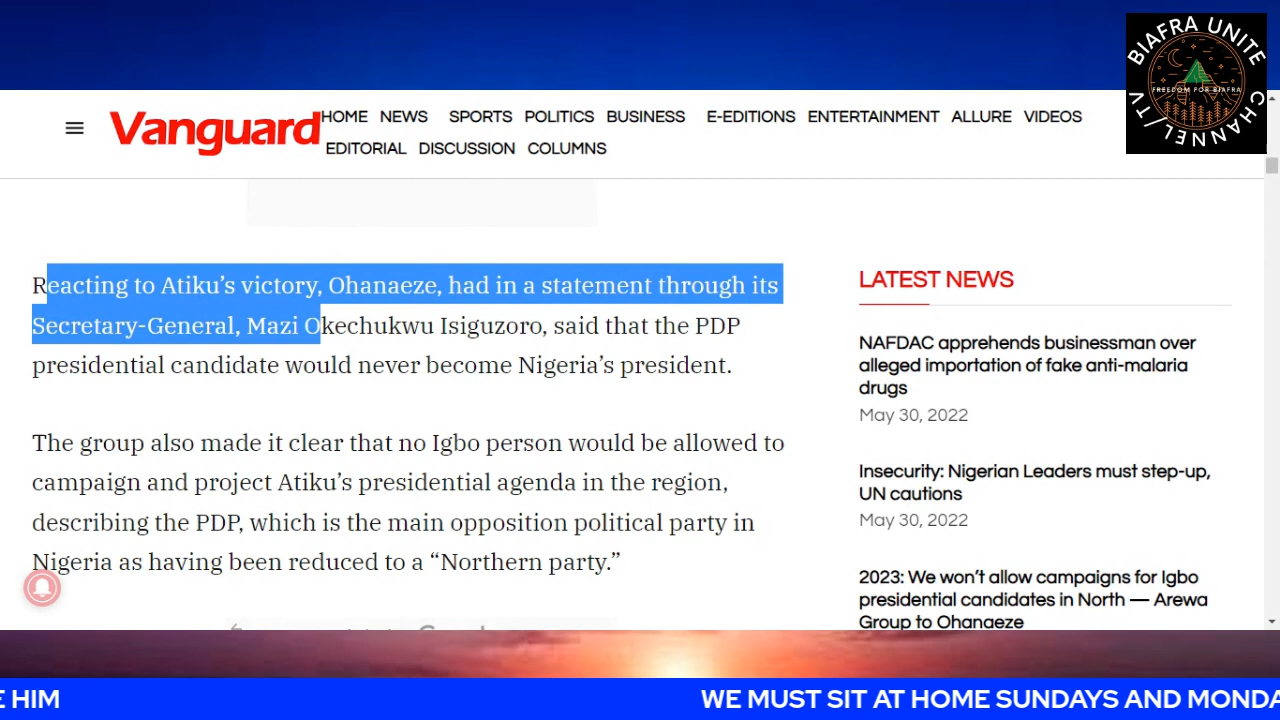 BIAFRA UNITE
CHANNEL/TV
FREEDOM FOR BIAFRA
Vanguard
HOME NEWS SPORTS POLITICS BUSINESS E-EDITIONS ENTERTAINMENT ALLURE VIDEOS
EDITORIAL DISCUSSION COLUMNS
Reacting to Atiku’s victory, Ohanaeze, had in a statement through its
Secretary-General, Mazi Okechukwu Isiguzoro, said that the PDP
presidential candidate would never become Nigeria’s president.
The group also made it clear that no Igbo person would be allowed to
campaign and project Atiku’s presidential agenda in the region,
describing the PDP, which is the main opposition political party in
Nigeria as having been reduced to a “Northern party.”
LATEST NEWS
NAFDAC apprehends businessman over
alleged importation of fake anti-malaria
drugs
May 30, 2022
Insecurity: Nigerian Leaders must step-up,
UN cautions
May 30, 2022
2023: We won’t allow campaigns for Igbo
presidential candidates in North — Arewa
Group to Ohanaeze
E HIM
WE MUST SIT AT HOME SUNDAYS AND MONDA